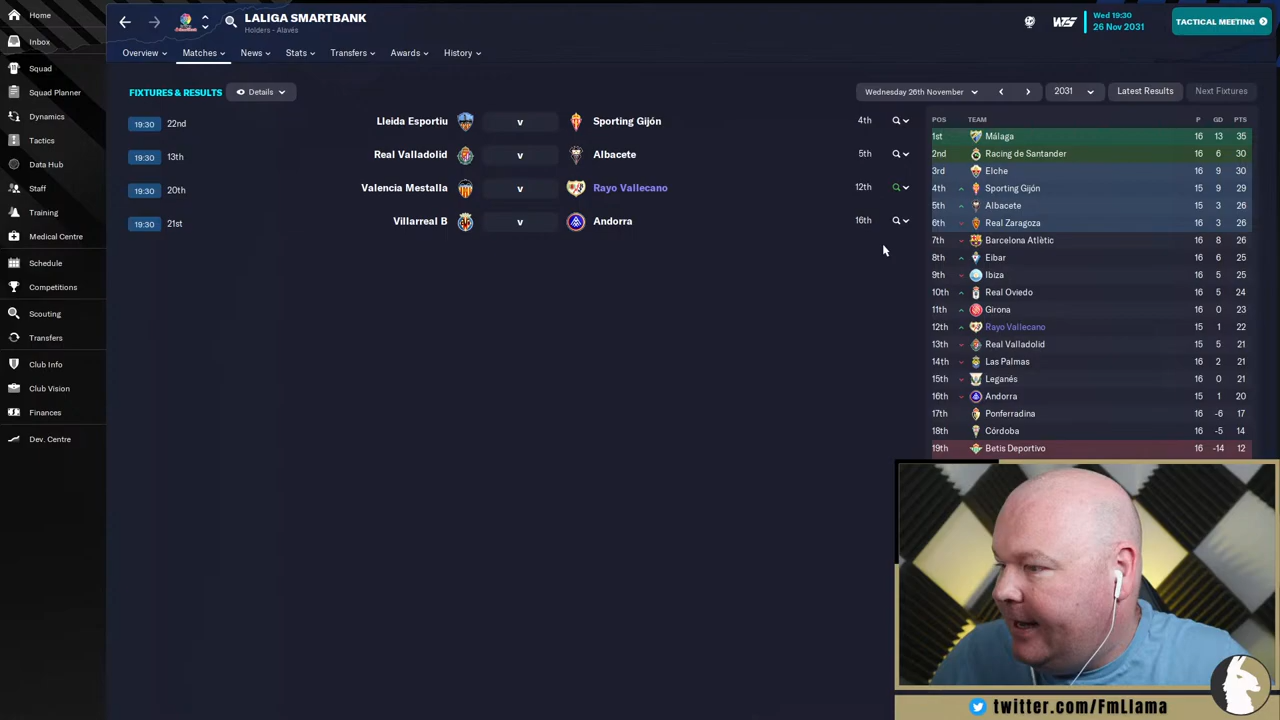 Home
LALIGA SMARTBANK
Holders - Alavés
Wed 19:30
26 Nov 2031
TACTICAL MEETING
Inbox
Overview Matches News Stats Transfers Awards History
Squad
Squad Planner
Dynamics
Tactics
Data Hub
Staff
Training
Medical Centre
Schedule
Competitions
Scouting
Transfers
Club Info
Club Vision
Finances
Dev. Centre
FIXTURES & RESULTS Details Wednesday 26th November 2031 Latest Results Next Fixtures
19:30 22nd Lleida Esportiu v Sporting Gijón 4th
19:30 13th Real Valladolid v Albacete 5th
19:30 20th Valencia Mestalla v Rayo Vallecano 12th
19:30 21st Villarreal B v Andorra 16th
POS TEAM P GD PTS
1st Málaga 16 13 35
2nd Racing de Santander 16 6 30
3rd Elche 16 9 30
4th Sporting Gijón 15 9 29
5th Albacete 15 3 26
6th Real Zaragoza 16 3 26
7th Barcelona Atlètic 16 8 26
8th Eibar 16 6 25
9th Ibiza 16 5 25
10th Real Oviedo 16 5 24
11th Girona 16 0 23
12th Rayo Vallecano 15 1 22
13th Real Valladolid 15 5 21
14th Las Palmas 16 2 21
15th Leganés 16 0 21
16th Andorra 15 1 20
17th Ponferradina 16 -6 17
18th Córdoba 16 -5 14
19th Betis Deportivo 16 -14 12
twitter.com/FmLlama